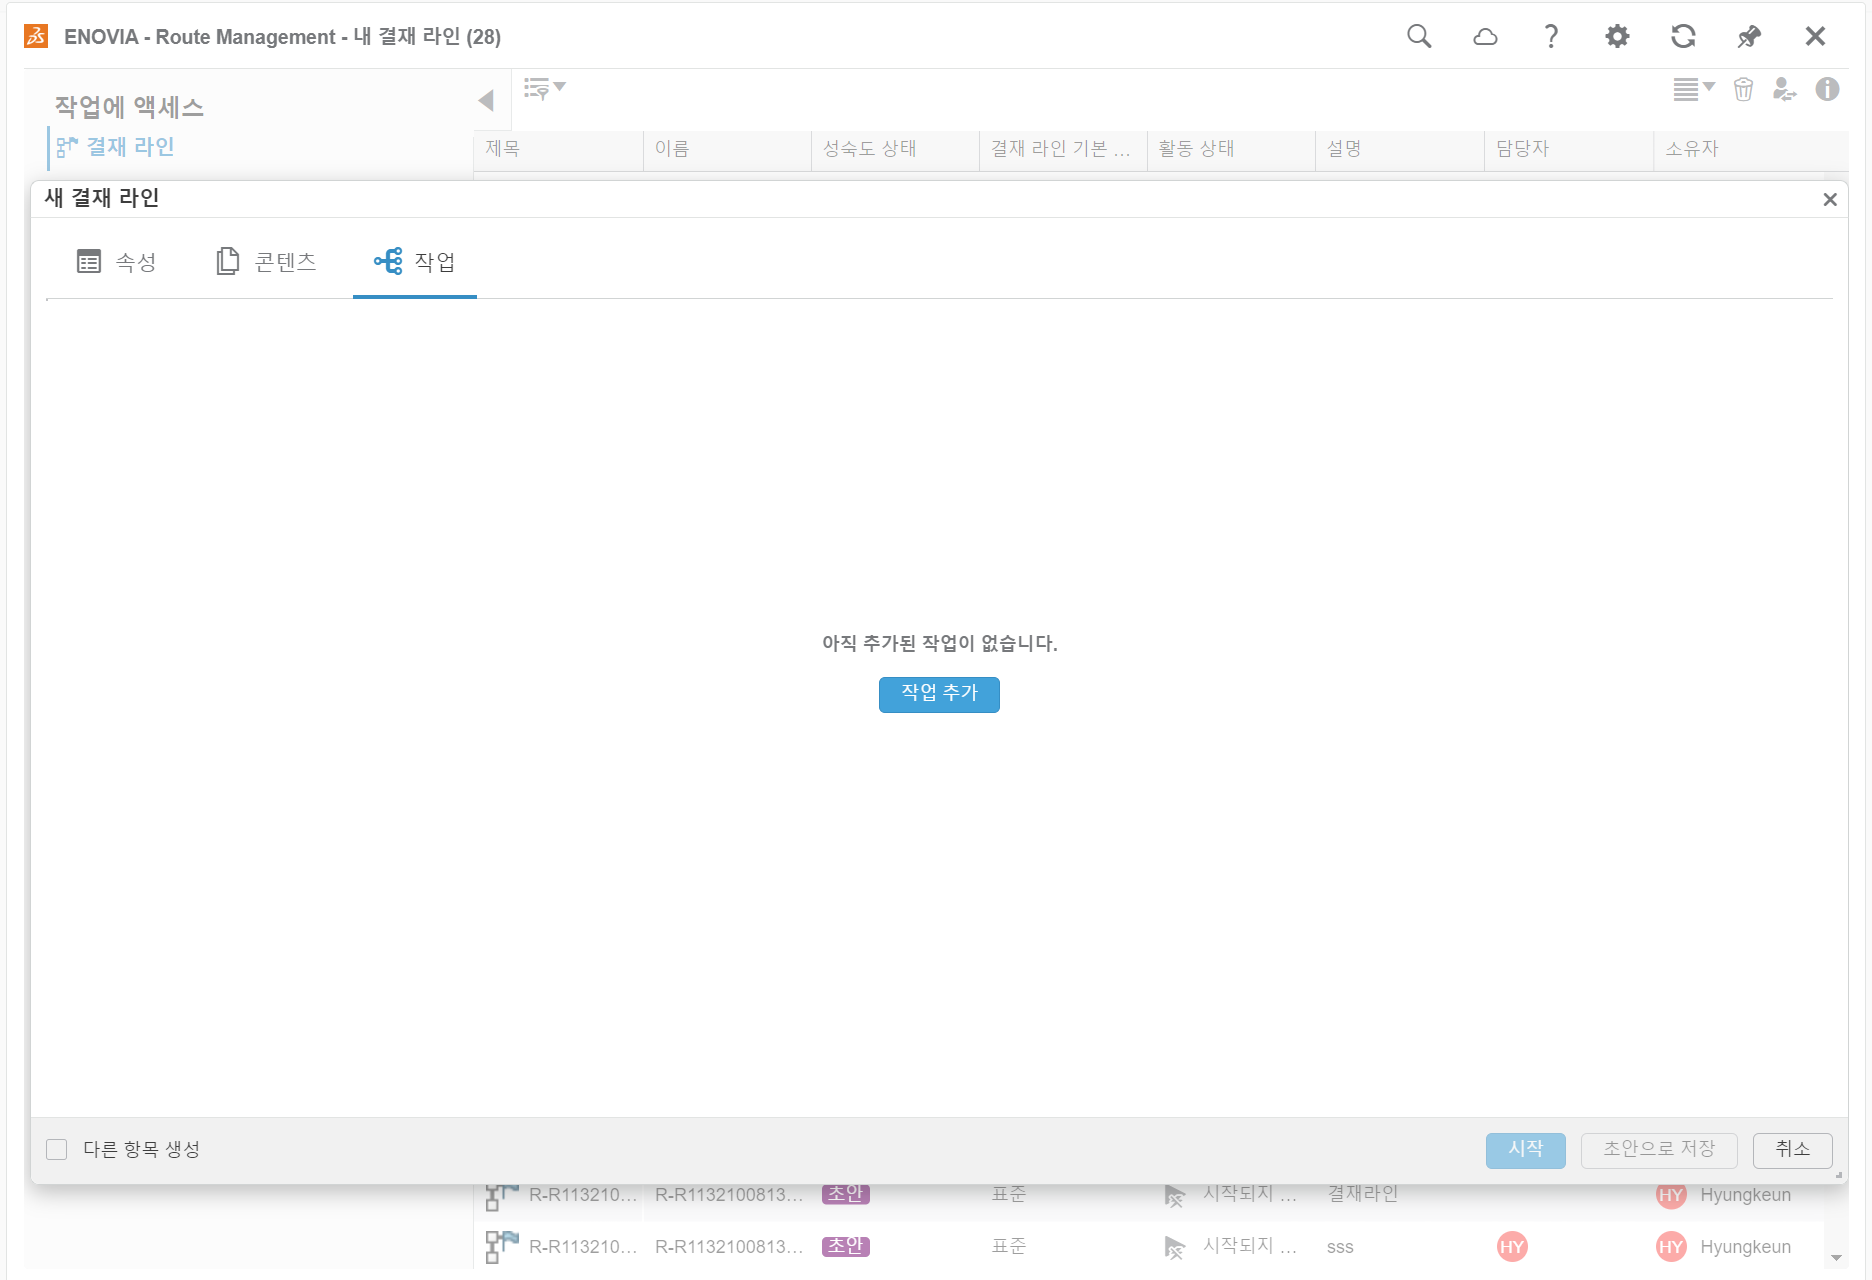 ENOVIA - Route Management - 내 결재 라인 (28)
작업에 액세스
결재 라인
제목 이름 성숙도 상태 결재 라인 기본 ... 활동 상태 설명 담당자 소유자
새 결재 라인
속성 콘텐츠 작업
아직 추가된 작업이 없습니다.
작업 추가
다른 항목 생성
시작 초안으로 저장 취소
R-R113210... R-R1132100813... 초안 표준 시작되지 ... 결재라인 HY Hyungkeun
R-R113210... R-R1132100813... 초안 표준 시작되지 ... sss HY HY Hyungkeun